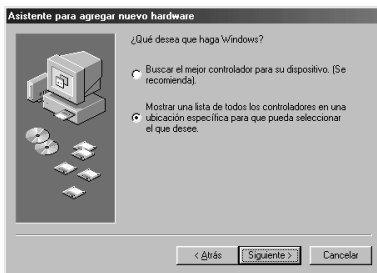 Asistente para agregar nuevo hardware
¿Qué desea que haga Windows?
Buscar el mejor controlador para su dispositivo. (Se
recomienda).
Mostrar una lista de todos los controladores en una
ubicación específica para que pueda seleccionar
el que desee.
< Atrás
Siguiente >
Cancelar